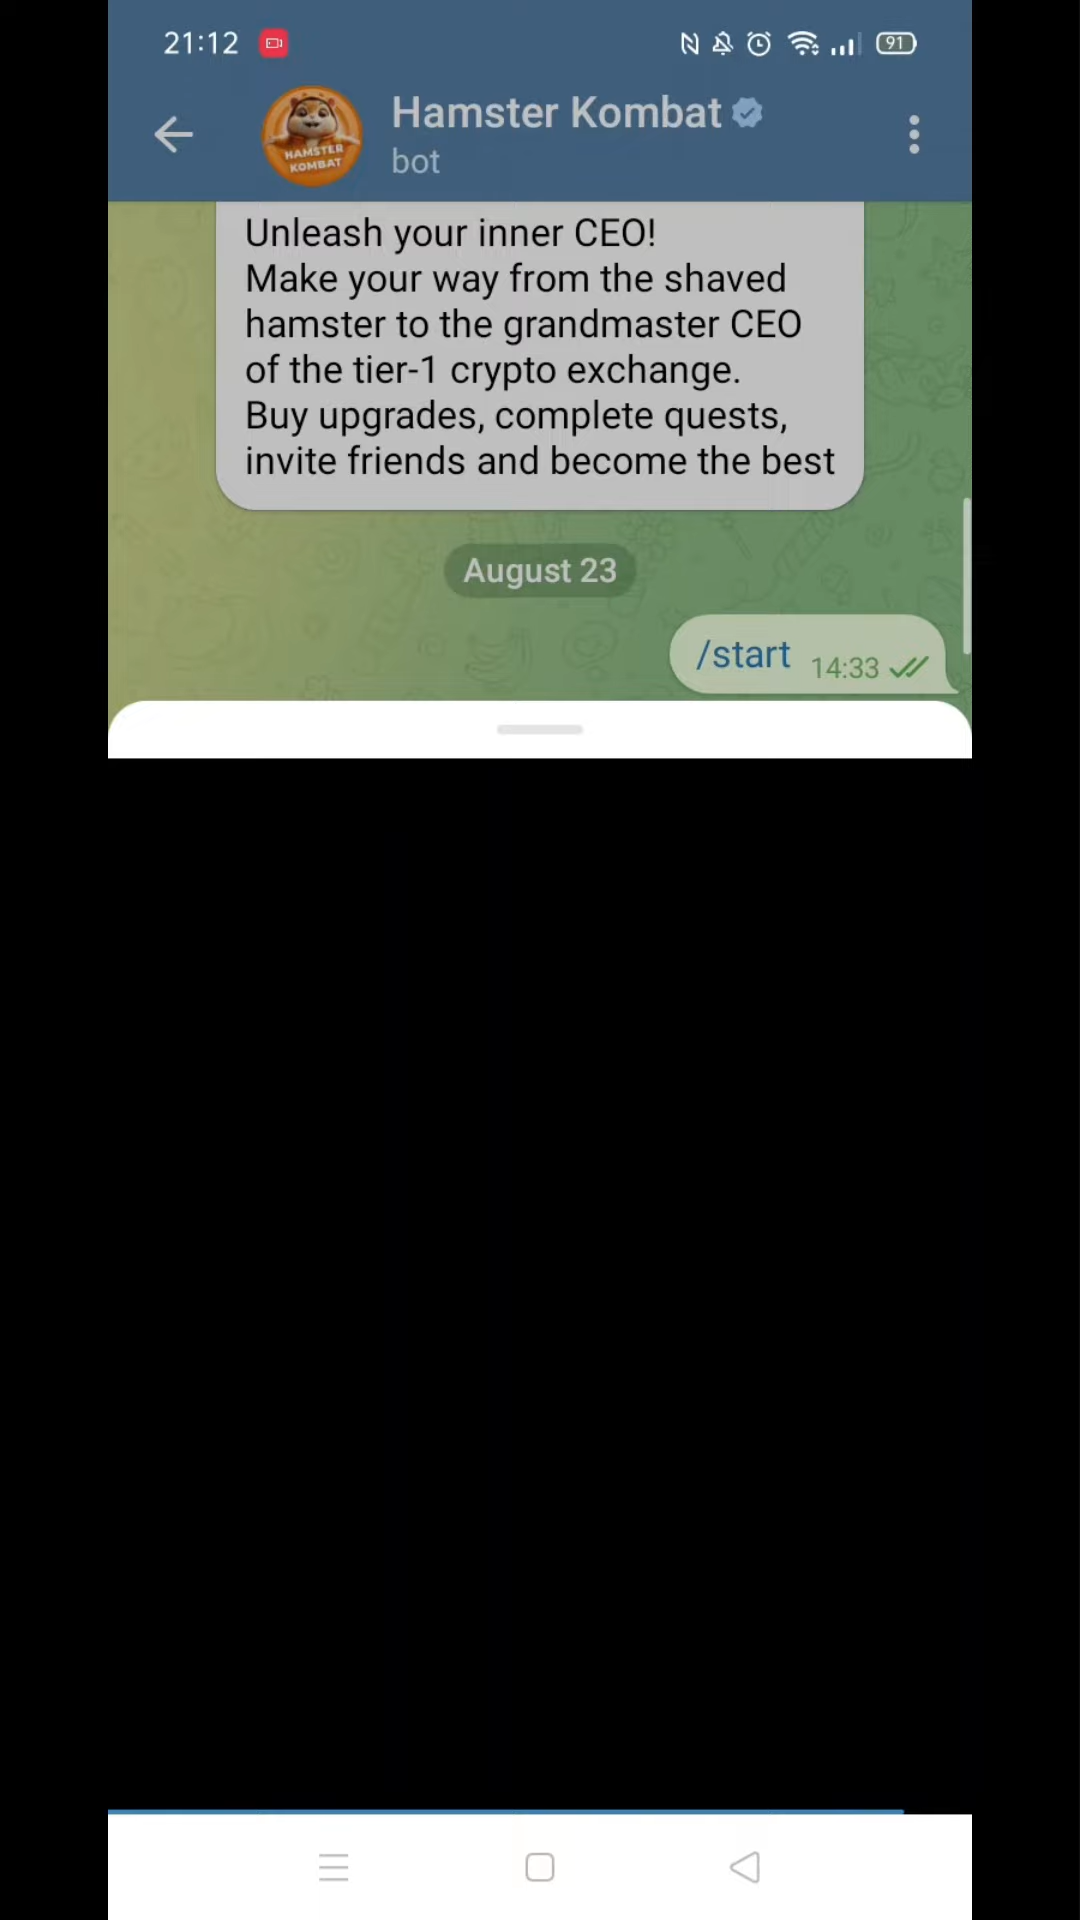 21:12
91
Hamster Kombat
bot
HAMSTER
KOMBAT
Unleash your inner CEO!
Make your way from the shaved
hamster to the grandmaster CEO
of the tier-1 crypto exchange.
Buy upgrades, complete quests,
invite friends and become the best
August 23
/start 14:33